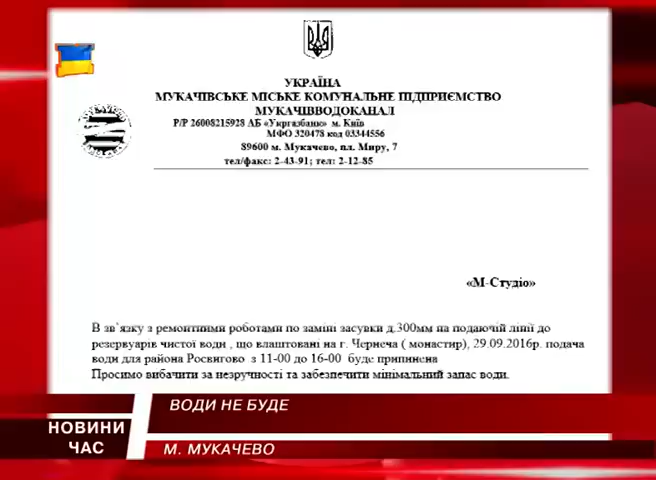 УКРАЇНА
МУКАЧІВСЬКЕ МІСЬКЕ КОМУНАЛЬНЕ ПІДПРИЄМСТВО
МУКАЧІВВОДОКАНАЛ
Р/Р 26008215928 АБ «Укргазбанк» м. Київ
МФО 320478 код 03344556
89600 м. Мукачево, пл. Миру, 7
тел/факс: 2-43-91; тел: 2-12-85
«М-Студіо»
В зв`язку з ремонтними роботами по заміні засувки д.300мм на подаючій лінії до
резервуарів чистої води , що влаштовані на г. Чернеча ( монастир), 29.09.2016р. подача
води для района Росвигово з 11-00 до 16-00 буде припинена
Просимо вибачити за незручності та забезпечити мінімальний запас води.
ВОДИ НЕ БУДЕ
НОВИНИ
ЧАС
М. МУКАЧЕВО